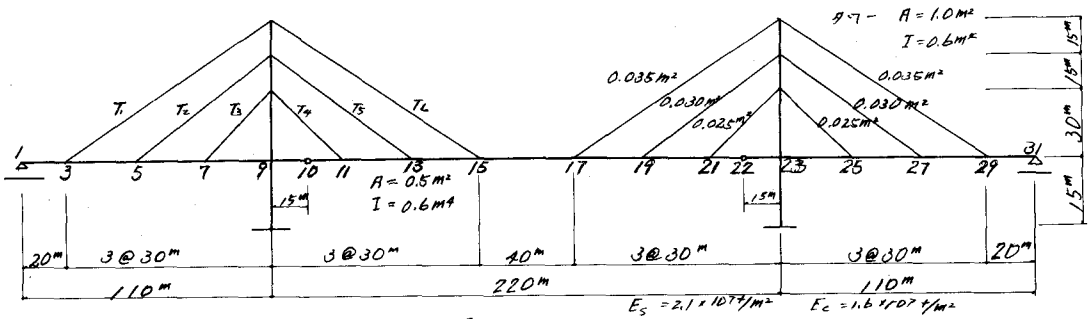 タワー A = 1.0m²
I = 0.6m⁴
15m
15m
30m
15m
0.035m²
0.030m²
0.025m²
0.035m²
0.030m²
0.025m²
T₁
T₂
T₃
T₄
T₅
T₆
1
3
5
7
9
10
11
13
15
17
19
21
22
23
25
27
29
31
A = 0.5m²
I = 0.6m⁴
15m
15m
20m
3@30m
3@30m
40m
3@30m
3@30m
20m
110m
220m
110m
Es = 2.1×10⁷t/m²
Ec = 1.6×10⁷t/m²